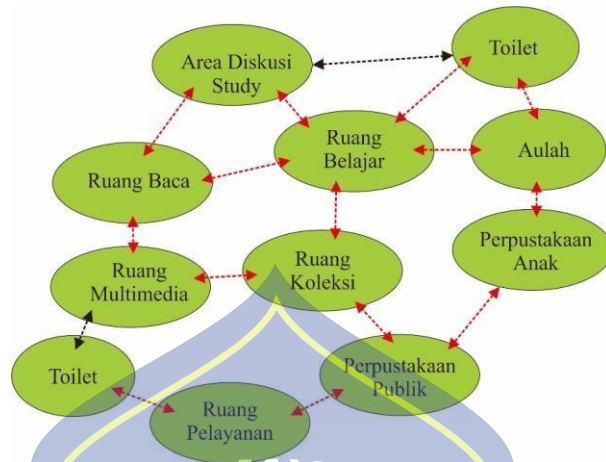 Area Diskusi
Study
Toilet
Ruang
Belajar
Aulah
Ruang Baca
Perpustakaan
Anak
Ruang
Multimedia
Ruang
Koleksi
Toilet
Perpustakaan
Publik
Ruang
Pelayanan